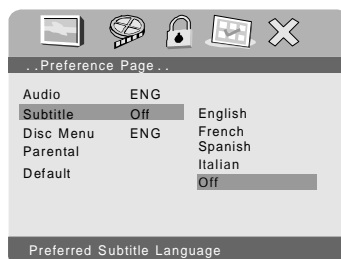 ..Preference Page..
Audio ENG
Subtitle Off
Disc Menu ENG
Parental
Default
English
French
Spanish
Italian
Off
Preferred Subtitle Language